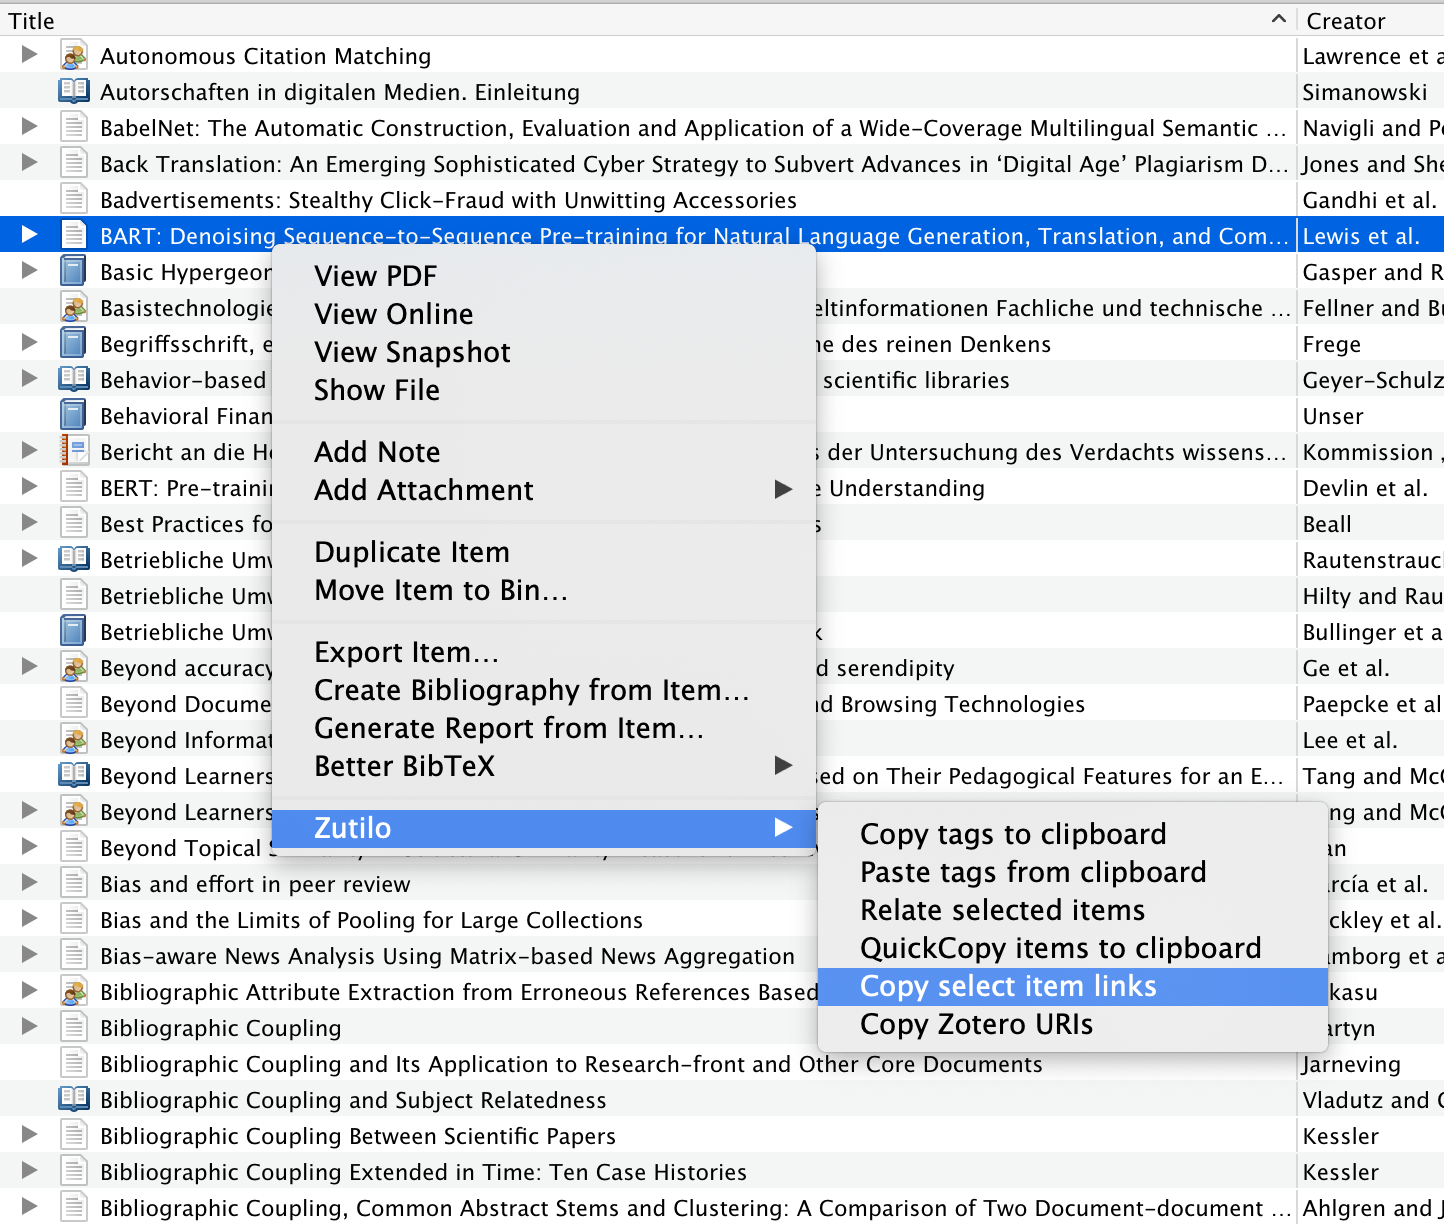 Title Creator
Autonomous Citation Matching Lawrence et a
Autorschaften in digitalen Medien. Einleitung Simanowski
BabelNet: The Automatic Construction, Evaluation and Application of a Wide-Coverage Multilingual Semantic … Navigli and Po
Back Translation: An Emerging Sophisticated Cyber Strategy to Subvert Advances in ‘Digital Age’ Plagiarism D… Jones and She
Badvertisements: Stealthy Click-Fraud with Unwitting Accessories Gandhi et al.
BART: Denoising Sequence-to-Sequence Pre-training for Natural Language Generation, Translation, and Com… Lewis et al.
Basic Hypergeor Gasper and R
Basistechnologie eltinformationen Fachliche und technische … Fellner and Bu
Begriffsschrift, e ne des reinen Denkens Frege
Behavior-based scientific libraries Geyer-Schulz
Behavioral Finan Unser
Bericht an die Ho s der Untersuchung des Verdachts wissens… Kommission ,
BERT: Pre-trainin e Understanding Devlin et al.
Best Practices fo s Beall
Betriebliche Umw Rautenstrauch
Betriebliche Umw Hilty and Rau
Betriebliche Umw k Bullinger et a
Beyond accuracy d serendipity Ge et al.
Beyond Docume nd Browsing Technologies Paepcke et al
Beyond Informat Lee et al.
Beyond Learners sed on Their Pedagogical Features for an E… Tang and McC
Beyond Learners ng and McC
Beyond Topical an
Bias and effort in peer review rcía et al.
Bias and the Limits of Pooling for Large Collections ckley et al.
Bias-aware News Analysis Using Matrix-based News Aggregation amborg et a
Bibliographic Attribute Extraction from Erroneous References Based kasu
Bibliographic Coupling artyn
Bibliographic Coupling and Its Application to Research-front and Other Core Documents Jarneving
Bibliographic Coupling and Subject Relatedness Vladutz and C
Bibliographic Coupling Between Scientific Papers Kessler
Bibliographic Coupling Extended in Time: Ten Case Histories Kessler
Bibliographic Coupling, Common Abstract Stems and Clustering: A Comparison of Two Document-document … Ahlgren and J
View PDF
View Online
View Snapshot
Show File
Add Note
Add Attachment
Duplicate Item
Move Item to Bin…
Export Item…
Create Bibliography from Item…
Generate Report from Item…
Better BibTeX
Zutilo
Copy tags to clipboard
Paste tags from clipboard
Relate selected items
QuickCopy items to clipboard
Copy select item links
Copy Zotero URIs